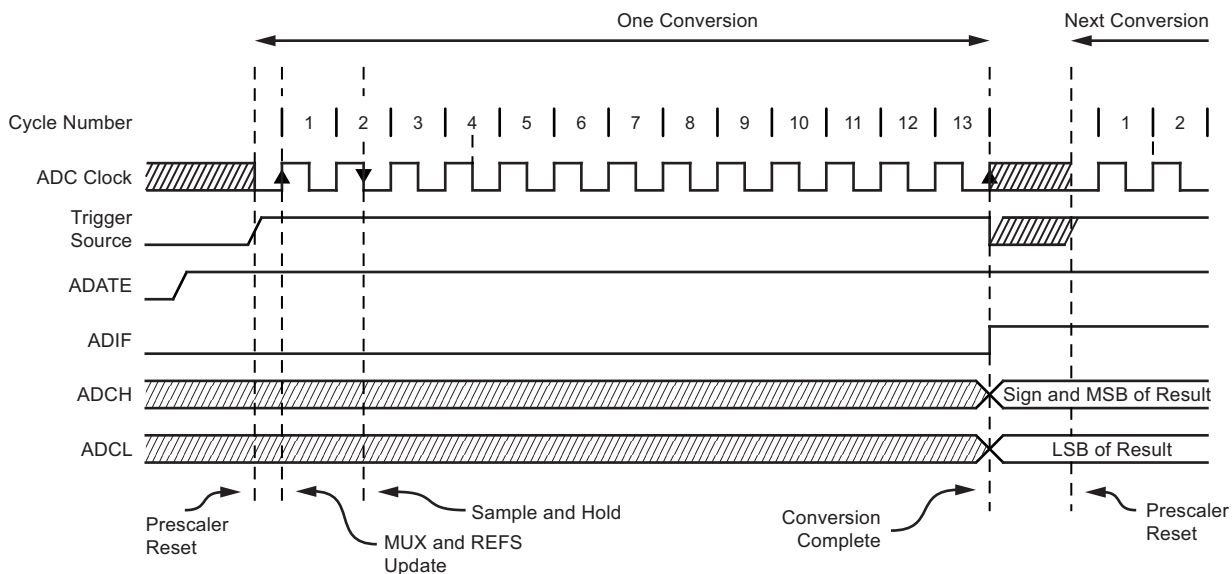 One Conversion
Next Conversion
Cycle Number
1 2 3 4 5 6 7 8 9 10 11 12 13 1 2
ADC Clock
Trigger
Source
ADATE
ADIF
ADCH
Sign and MSB of Result
ADCL
LSB of Result
Prescaler
Reset
MUX and REFS
Update
Sample and Hold
Conversion
Complete
Prescaler
Reset